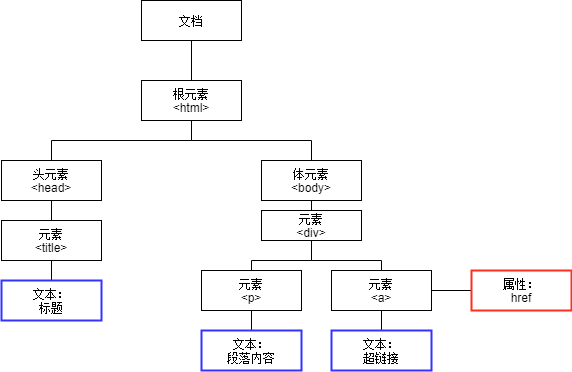 文档
根元素
<html>
头元素
<head>
体元素
<body>
元素
<title>
元素
<div>
文本：
标题
元素
<p>
元素
<a>
属性：
href
文本：
段落内容
文本：
超链接